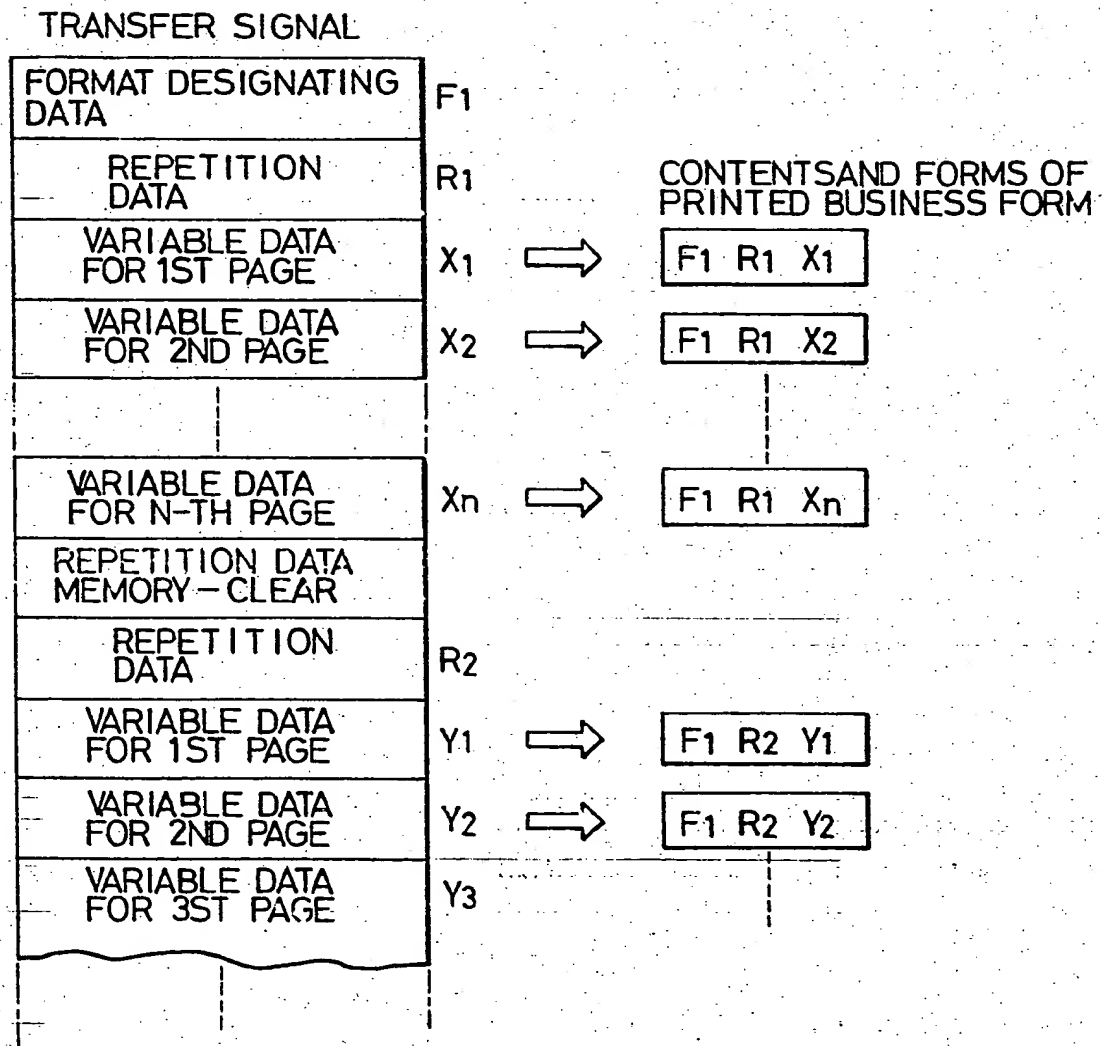 TRANSFER SIGNAL
FORMAT DESIGNATING
DATA
F1
REPETITION
DATA
R1
CONTENTSAND FORMS OF
PRINTED BUSINESS FORM
VARIABLE DATA
FOR 1ST PAGE
X1
F1 R1 X1
VARIABLE DATA
FOR 2ND PAGE
X2
F1 R1 X2
VARIABLE DATA
FOR N-TH PAGE
Xn
F1 R1 Xn
REPETITION DATA
MEMORY-CLEAR
REPETITION
DATA
R2
VARIABLE DATA
FOR 1ST PAGE
Y1
F1 R2 Y1
VARIABLE DATA
FOR 2ND PAGE
Y2
F1 R2 Y2
VARIABLE DATA
FOR 3ST PAGE
Y3